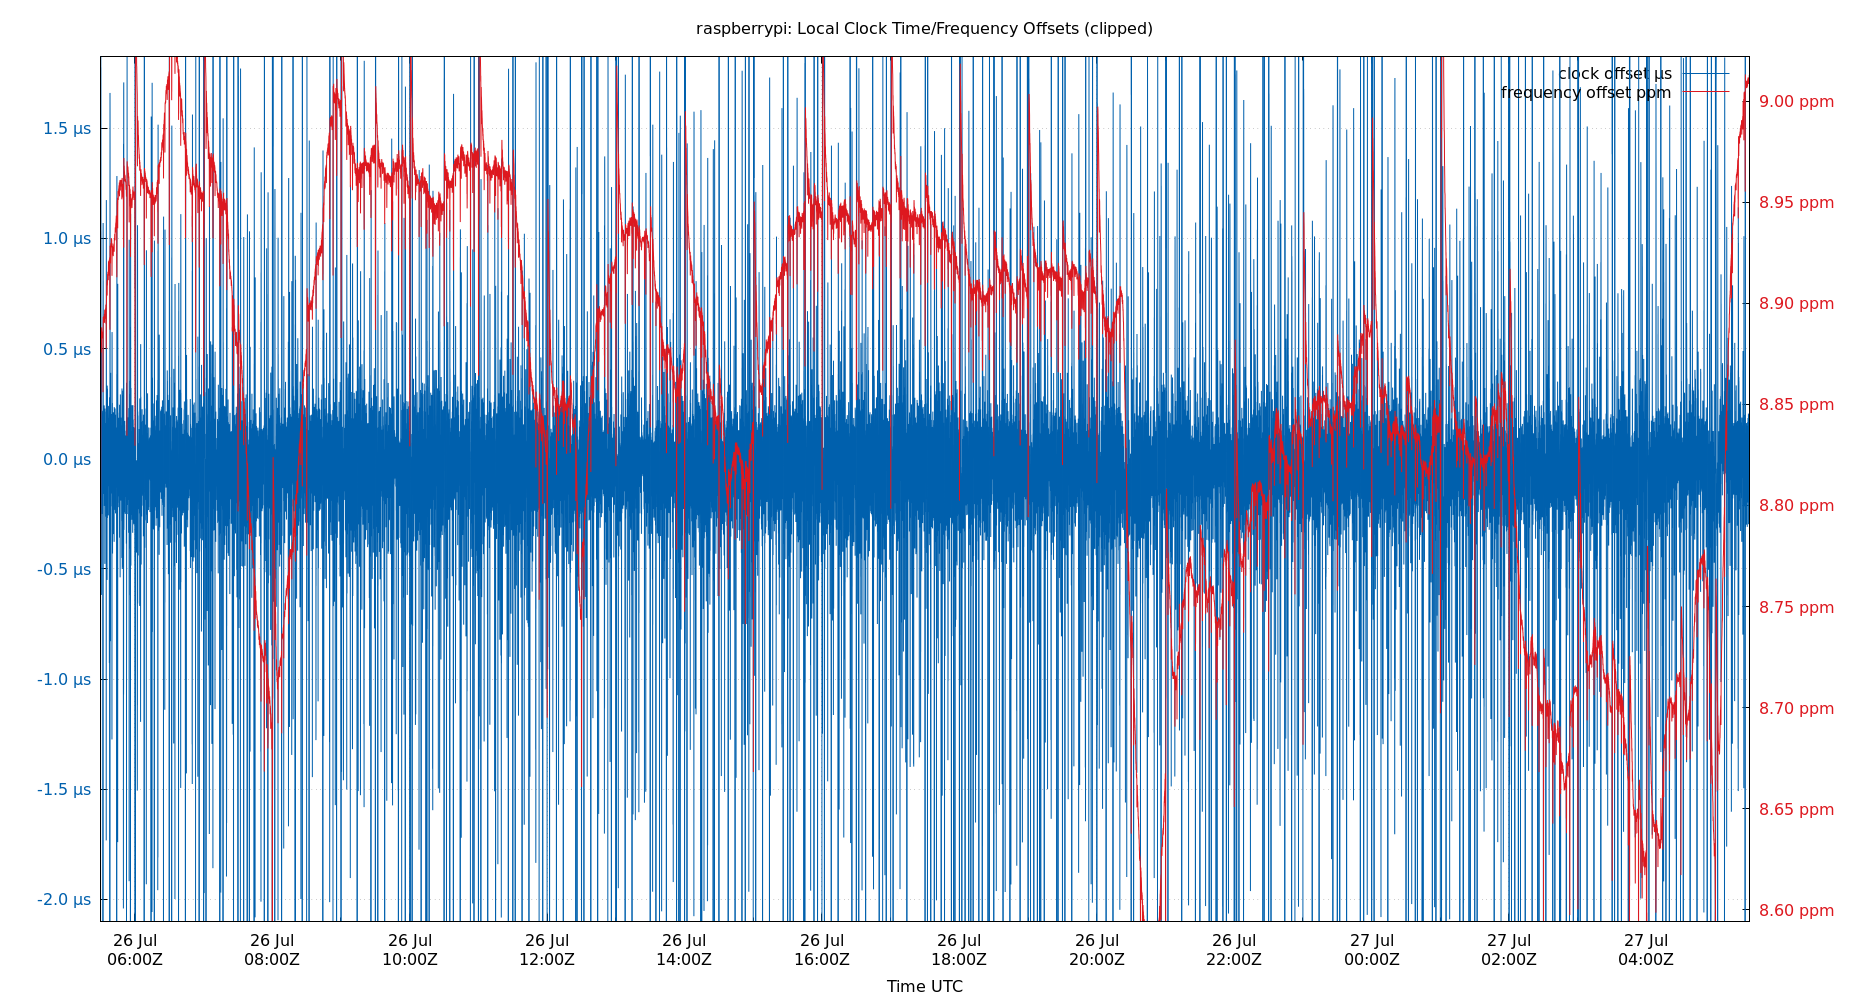 raspberrypi: Local Clock Time/Frequency Offsets (clipped)
clock offset µs
frequency offset ppm
1.5 µs
1.0 µs
0.5 µs
0.0 µs
-0.5 µs
-1.0 µs
-1.5 µs
-2.0 µs
9.00 ppm
8.95 ppm
8.90 ppm
8.85 ppm
8.80 ppm
8.75 ppm
8.70 ppm
8.65 ppm
8.60 ppm
26 Jul 26 Jul 26 Jul 26 Jul 26 Jul 26 Jul 26 Jul 26 Jul 26 Jul 27 Jul 27 Jul 27 Jul
06:00Z 08:00Z 10:00Z 12:00Z 14:00Z 16:00Z 18:00Z 20:00Z 22:00Z 00:00Z 02:00Z 04:00Z
Time UTC